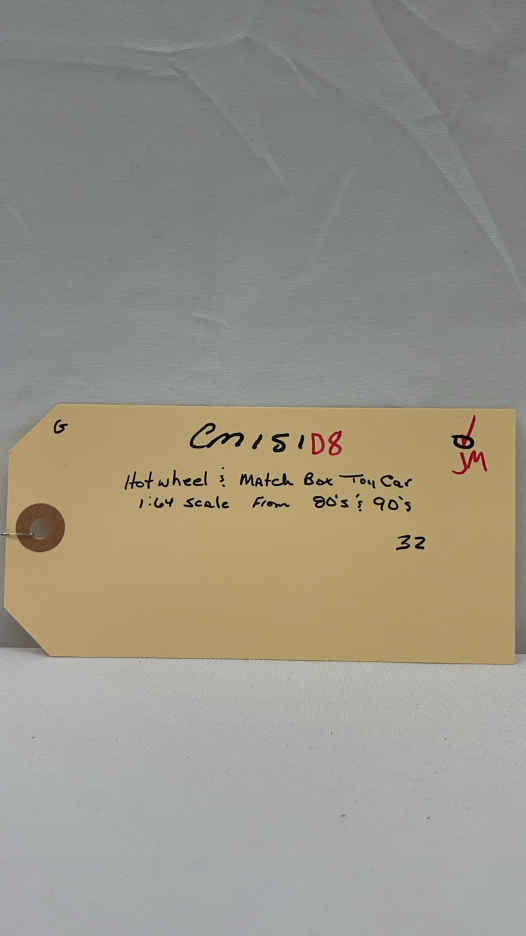 G
CM151D8
JM
Hotwheel & Match Box Toy Car
1:64 scale From 80's & 90's
32